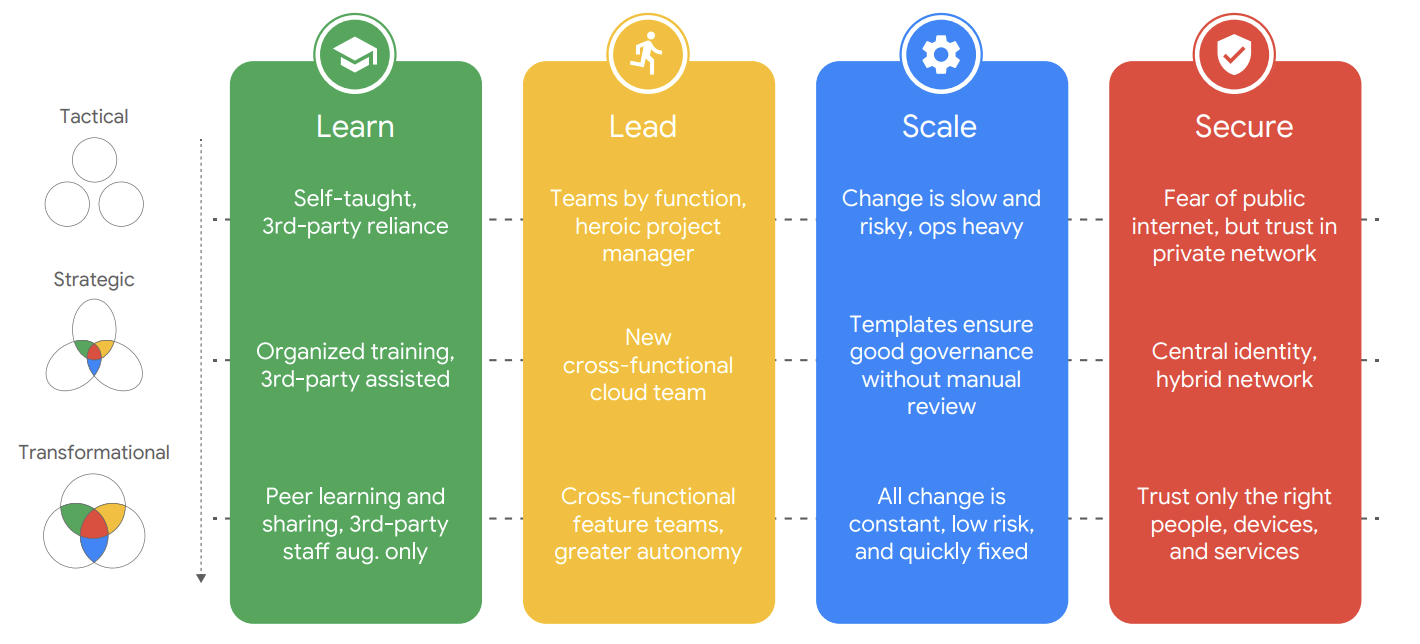 Learn
Lead
Scale
Secure
Tactical
Self-taught,
3rd-party reliance
Teams by function,
heroic project
manager
Change is slow and
risky, ops heavy
Fear of public
internet, but trust in
private network
Strategic
Organized training,
3rd-party assisted
New
cross-functional
cloud team
Templates ensure
good governance
without manual
review
Central identity,
hybrid network
Transformational
Peer learning and
sharing, 3rd-party
staff aug. only
Cross-functional
feature teams,
greater autonomy
All change is
constant, low risk,
and quickly fixed
Trust only the right
people, devices,
and services